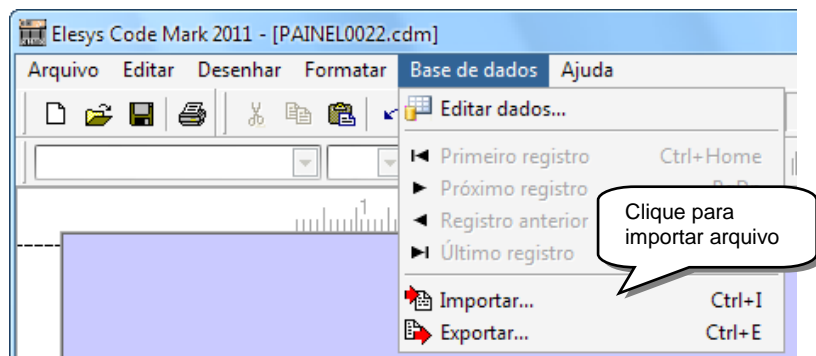 Elesys Code Mark 2011 - [PAINEL0022.cdm]
Arquivo Editar Desenhar Formatar Base de dados Ajuda
Editar dados...
Primeiro registro Ctrl+Home
Próximo registro
Registro anterior
Último registro
Clique para
importar arquivo
Importar... Ctrl+I
Exportar... Ctrl+E
1